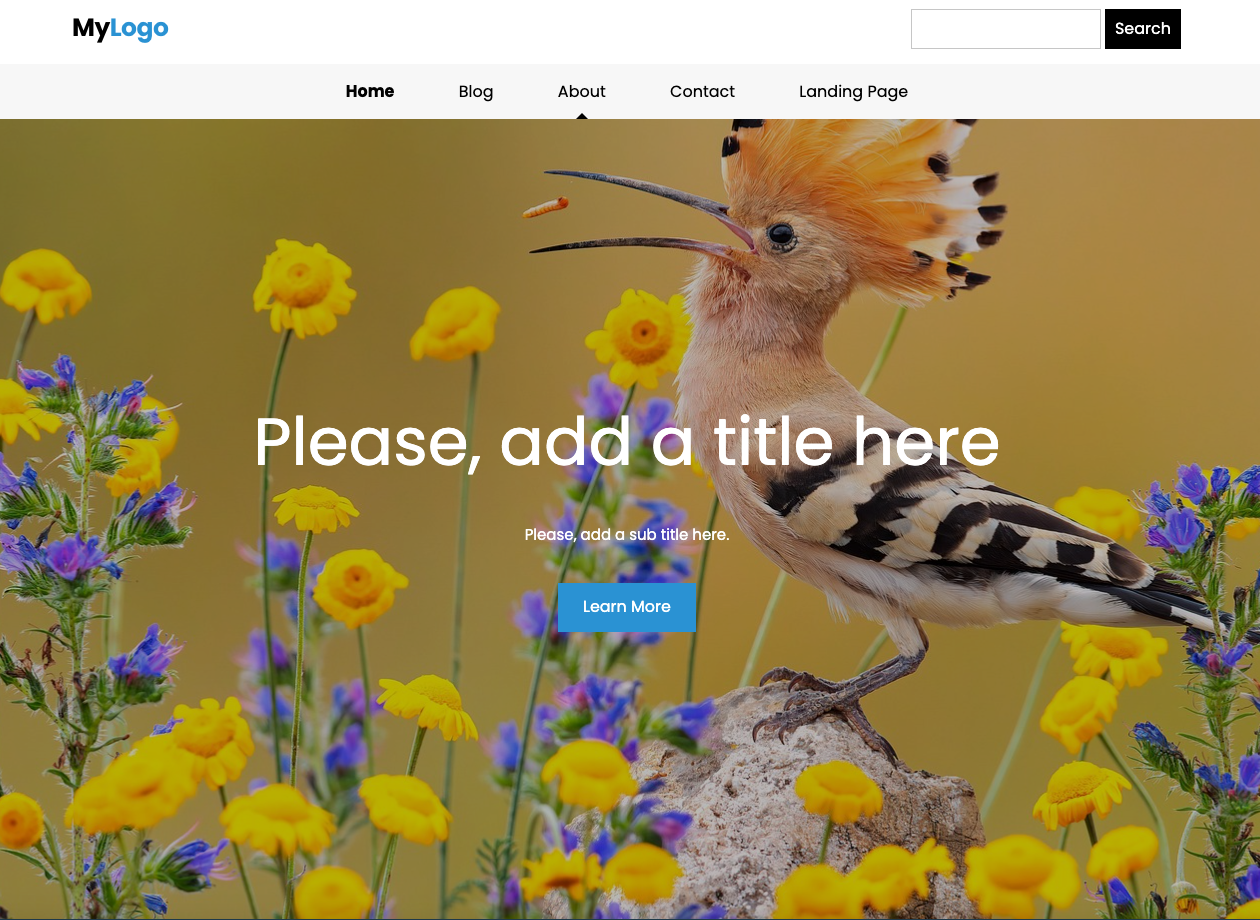 MyLogo
Search
Home Blog About Contact Landing Page
Please, add a title here
Please, add a sub title here.
Learn More